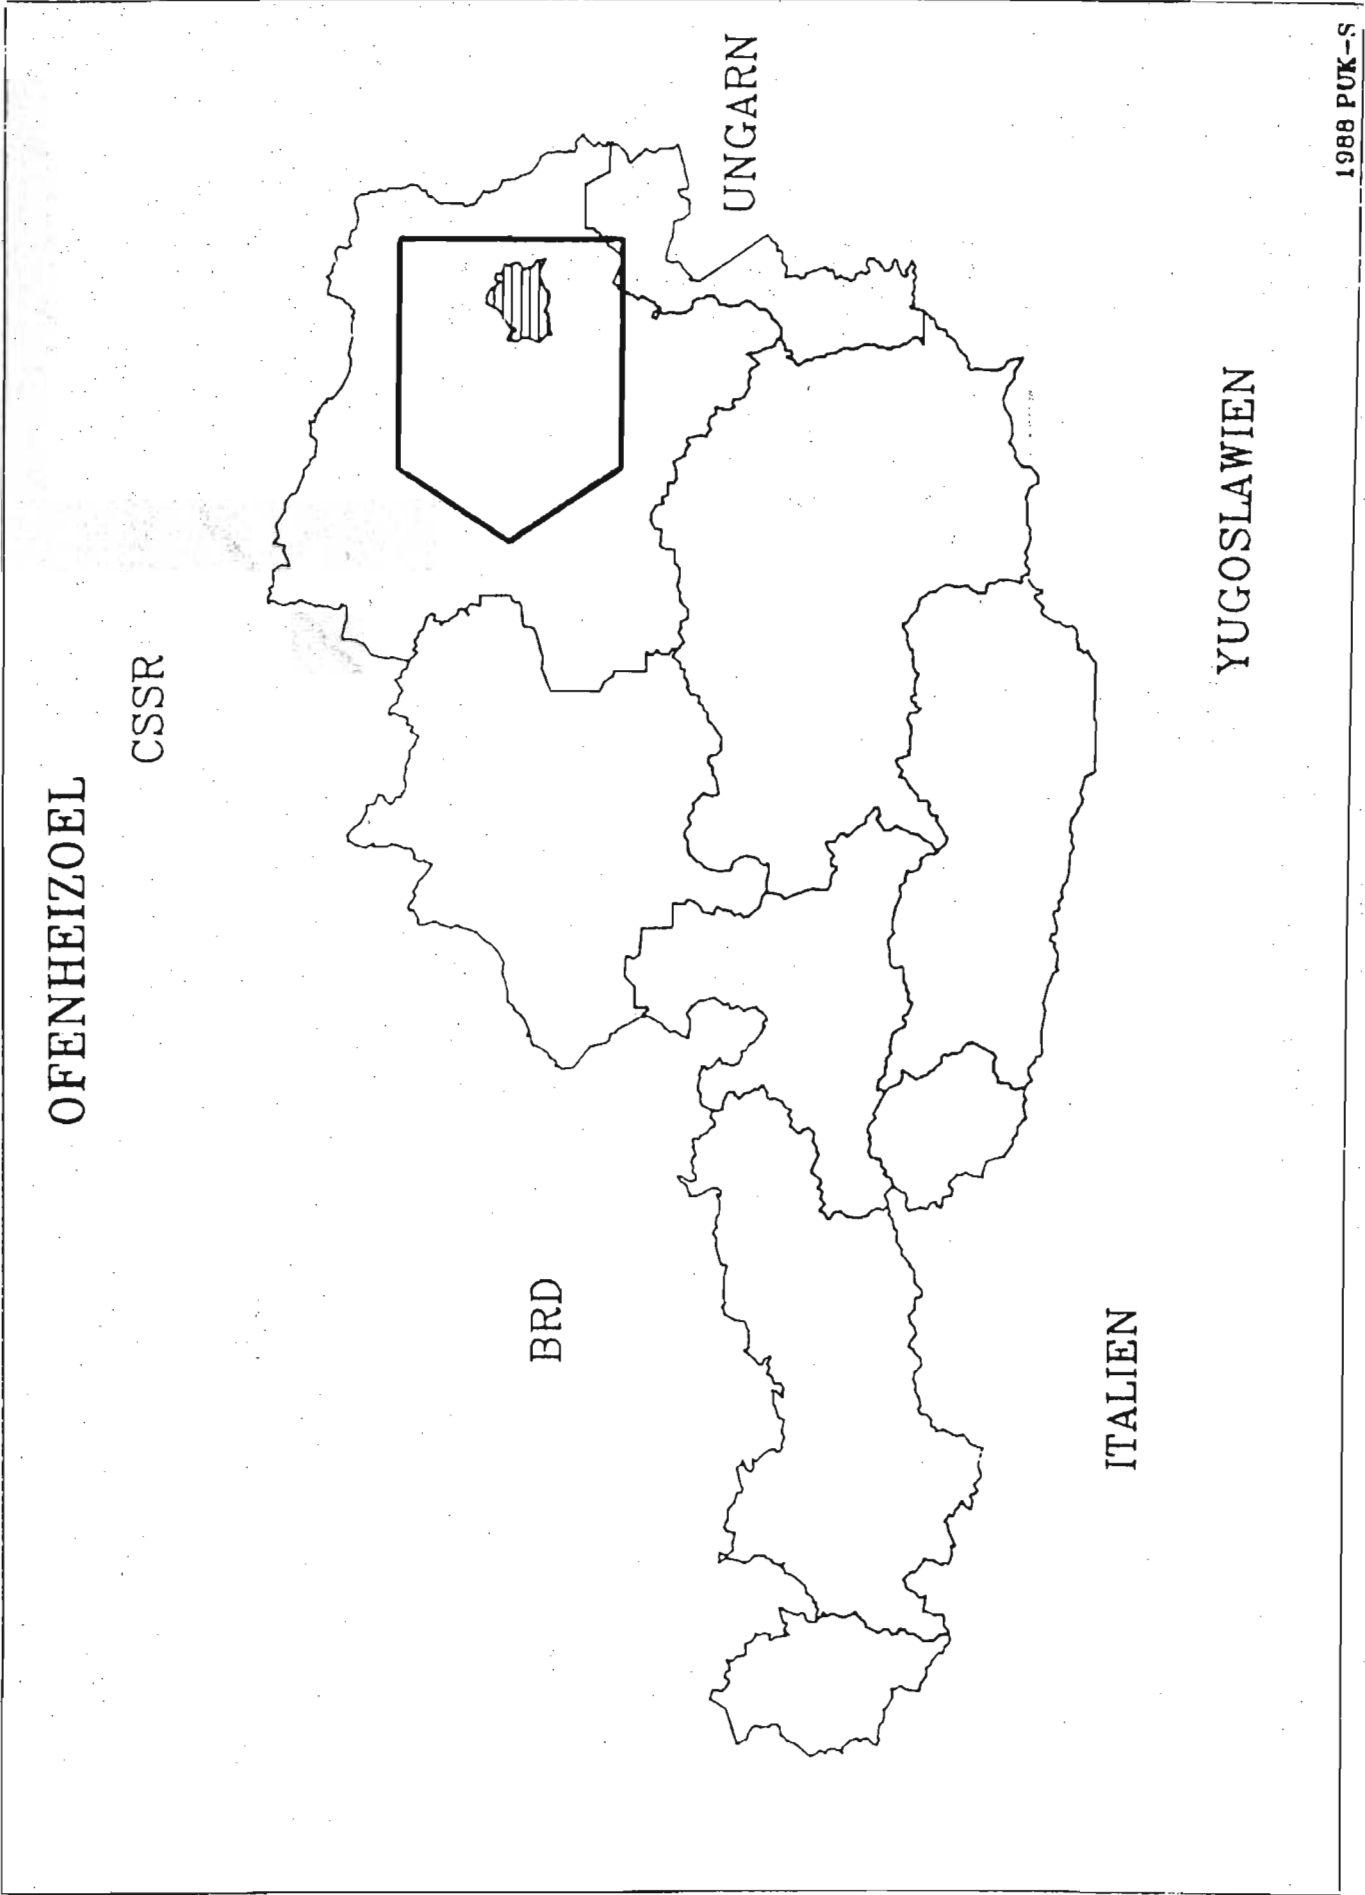 OFENHEIZOEL
CSSR
BRD
UNGARN
ITALIEN
YUGOSLAWIEN
1988 PUK-S